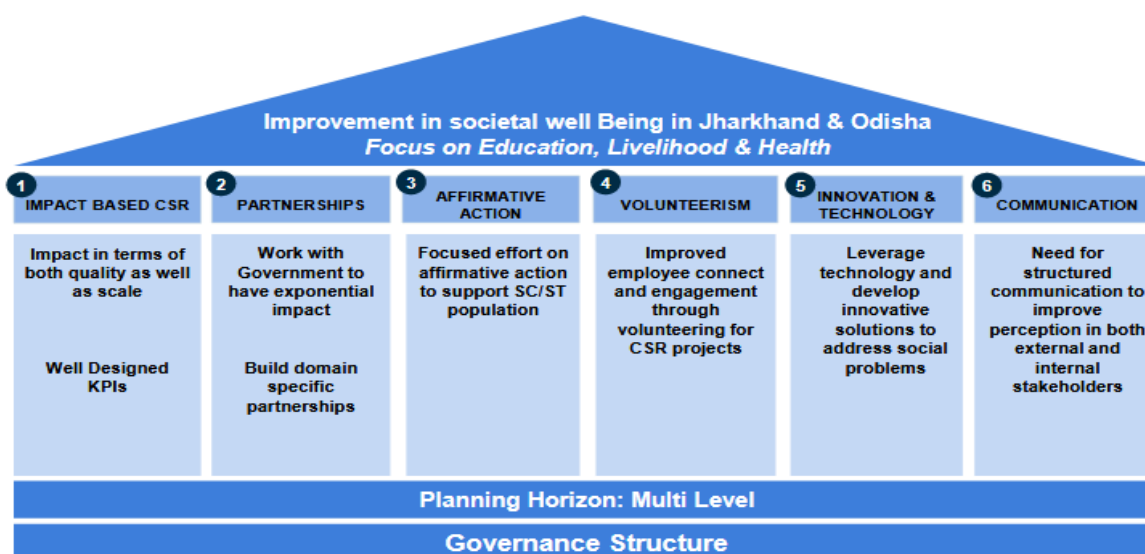 Improvement in societal well Being in Jharkhand & Odisha
Focus on Education, Livelihood & Health
1
IMPACT BASED CSR
Impact in terms of
both quality as well
as scale
Well Designed
KPIs
2
PARTNERSHIPS
Work with
Government to
have exponential
impact
Build domain
specific
partnerships
3
AFFIRMATIVE
ACTION
Focused effort on
affirmative action
to support SC/ST
population
4
VOLUNTEERISM
Improved
employee connect
and engagement
through
volunteering for
CSR projects
5
INNOVATION &
TECHNOLOGY
Leverage
technology and
develop
innovative
solutions to
address social
problems
6
COMMUNICATION
Need for
structured
communication to
improve
perception in both
external and
internal
stakeholders
Planning Horizon: Multi Level
Governance Structure